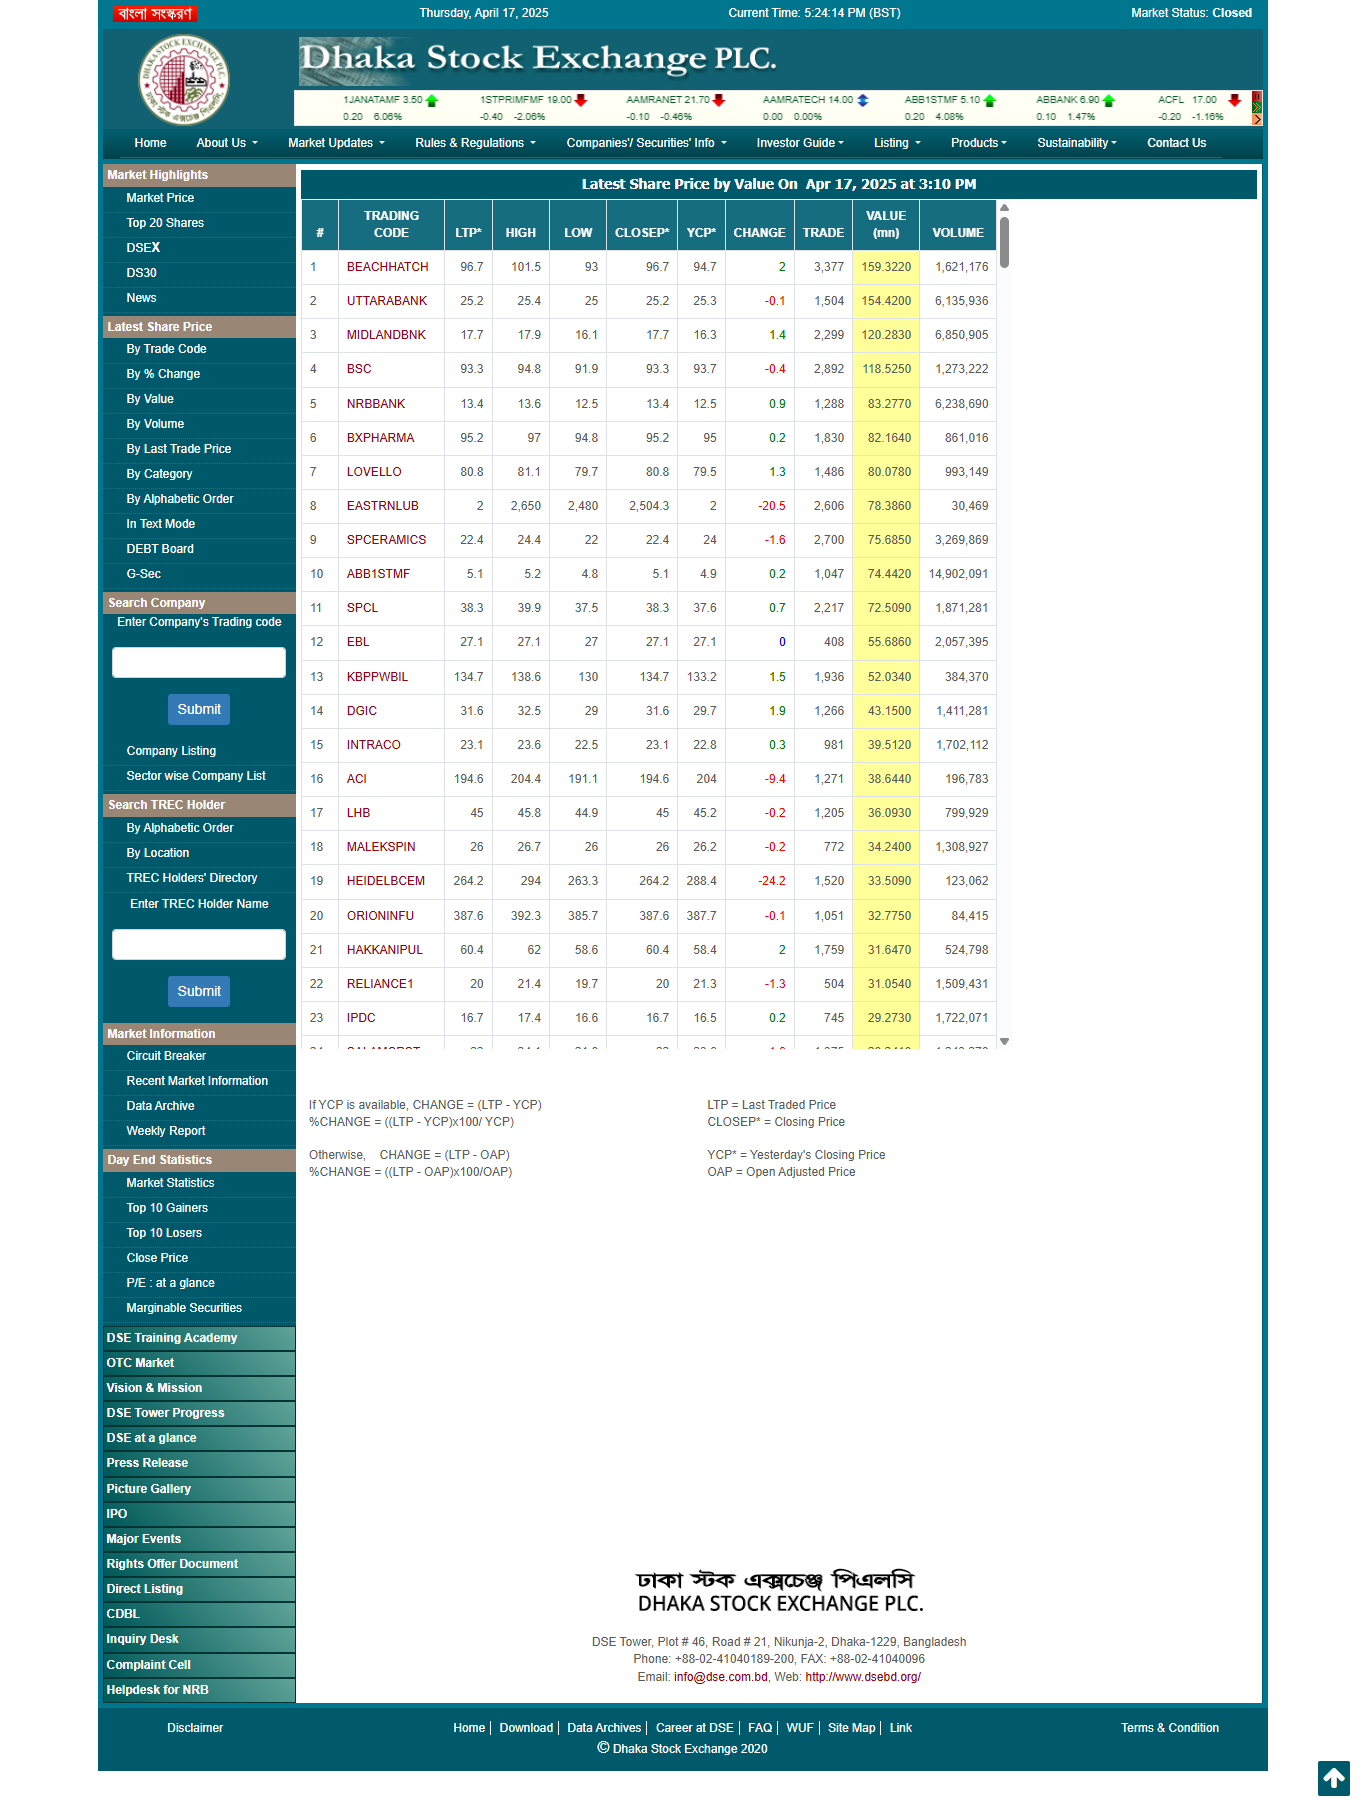 বাংলা সংস্করণ
Thursday, April 17, 2025
Current Time: 5:24:14 PM (BST)
Market Status: Closed
DHAKA STOCK EXCHANGE PLC.
Dhaka Stock Exchange PLC.
1JANATAMF 3.50 1STPRIMFMF 19.00 AAMRANET 21.70 AAMRATECH 14.00 ABB1STMF 5.10 ABBANK 6.90 ACFL 17.00
0.20 6.06% -0.40 -2.06% -0.10 -0.46% 0.00 0.00% 0.20 4.08% 0.10 1.47% -0.20 -1.16%
Home About Us Market Updates Rules & Regulations Companies'/ Securities' Info Investor Guide Listing Products Sustainability Contact Us
Market Highlights
Market Price
Top 20 Shares
DSEX
DS30
News
Latest Share Price
By Trade Code
By % Change
By Value
By Volume
By Last Trade Price
By Category
By Alphabetic Order
In Text Mode
DEBT Board
G-Sec
Search Company
Enter Company's Trading code
Submit
Company Listing
Sector wise Company List
Search TREC Holder
By Alphabetic Order
By Location
TREC Holders' Directory
Enter TREC Holder Name
Submit
Market Information
Circuit Breaker
Recent Market Information
Data Archive
Weekly Report
Day End Statistics
Market Statistics
Top 10 Gainers
Top 10 Losers
Close Price
P/E : at a glance
Marginable Securities
DSE Training Academy
OTC Market
Vision & Mission
DSE Tower Progress
DSE at a glance
Press Release
Picture Gallery
IPO
Major Events
Rights Offer Document
Direct Listing
CDBL
Inquiry Desk
Complaint Cell
Helpdesk for NRB
Latest Share Price by Value On Apr 17, 2025 at 3:10 PM
# TRADING CODE LTP* HIGH LOW CLOSEP* YCP* CHANGE TRADE VALUE (mn) VOLUME
1 BEACHHATCH 96.7 101.5 93 96.7 94.7 2 3,377 159.3220 1,621,176
2 UTTARABANK 25.2 25.4 25 25.2 25.3 -0.1 1,504 154.4200 6,135,936
3 MIDLANDBNK 17.7 17.9 16.1 17.7 16.3 1.4 2,299 120.2830 6,850,905
4 BSC 93.3 94.8 91.9 93.3 93.7 -0.4 2,892 118.5250 1,273,222
5 NRBBANK 13.4 13.6 12.5 13.4 12.5 0.9 1,288 83.2770 6,238,690
6 BXPHARMA 95.2 97 94.8 95.2 95 0.2 1,830 82.1640 861,016
7 LOVELLO 80.8 81.1 79.7 80.8 79.5 1.3 1,486 80.0780 993,149
8 EASTRNLUB 2 2,650 2,480 2,504.3 2 -20.5 2,606 78.3860 30,469
9 SPCERAMICS 22.4 24.4 22 22.4 24 -1.6 2,700 75.6850 3,269,869
10 ABB1STMF 5.1 5.2 4.8 5.1 4.9 0.2 1,047 74.4420 14,902,091
11 SPCL 38.3 39.9 37.5 38.3 37.6 0.7 2,217 72.5090 1,871,281
12 EBL 27.1 27.1 27 27.1 27.1 0 408 55.6860 2,057,395
13 KBPPWBIL 134.7 138.6 130 134.7 133.2 1.5 1,936 52.0340 384,370
14 DGIC 31.6 32.5 29 31.6 29.7 1.9 1,266 43.1500 1,411,281
15 INTRACO 23.1 23.6 22.5 23.1 22.8 0.3 981 39.5120 1,702,112
16 ACI 194.6 204.4 191.1 194.6 204 -9.4 1,271 38.6440 196,783
17 LHB 45 45.8 44.9 45 45.2 -0.2 1,205 36.0930 799,929
18 MALEKSPIN 26 26.7 26 26 26.2 -0.2 772 34.2400 1,308,927
19 HEIDELBCEM 264.2 294 263.3 264.2 288.4 -24.2 1,520 33.5090 123,062
20 ORIONINFU 387.6 392.3 385.7 387.6 387.7 -0.1 1,051 32.7750 84,415
21 HAKKANIPUL 60.4 62 58.6 60.4 58.4 2 1,759 31.6470 524,798
22 RELIANCE1 20 21.4 19.7 20 21.3 -1.3 504 31.0540 1,509,431
23 IPDC 16.7 17.4 16.6 16.7 16.5 0.2 745 29.2730 1,722,071
If YCP is available, CHANGE = (LTP - YCP)
%CHANGE = ((LTP - YCP)x100/ YCP)
Otherwise, CHANGE = (LTP - OAP)
%CHANGE = ((LTP - OAP)x100/OAP)
LTP = Last Traded Price
CLOSEP* = Closing Price
YCP* = Yesterday's Closing Price
OAP = Open Adjusted Price
ঢাকা স্টক এক্সচেঞ্জ পিএলসি
DHAKA STOCK EXCHANGE PLC.
DSE Tower, Plot # 46, Road # 21, Nikunja-2, Dhaka-1229, Bangladesh
Phone: +88-02-41040189-200, FAX: +88-02-41040096
Email: info@dse.com.bd, Web: http://www.dsebd.org/
Disclaimer
Home | Download | Data Archives | Career at DSE | FAQ | WUF | Site Map | Link
Terms & Condition
© Dhaka Stock Exchange 2020